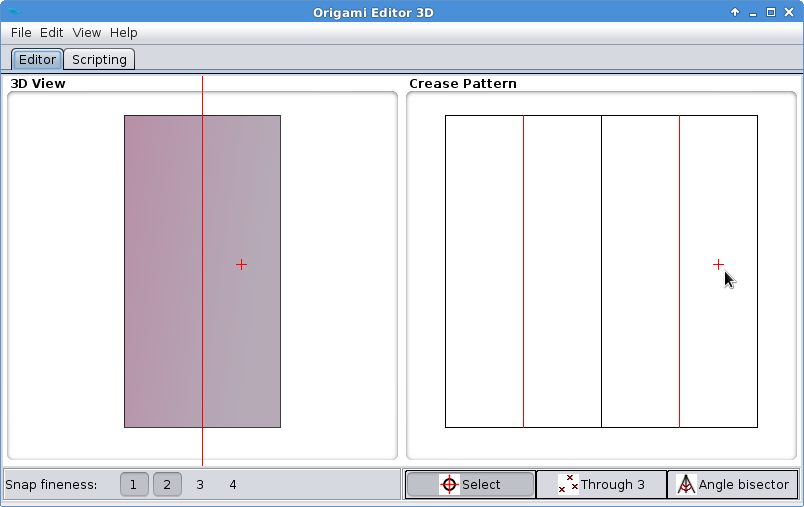 Origami Editor 3D
File Edit View Help
Editor Scripting
3D View
Crease Pattern
Snap fineness: 1 2 3 4
Select Through 3 Angle bisector